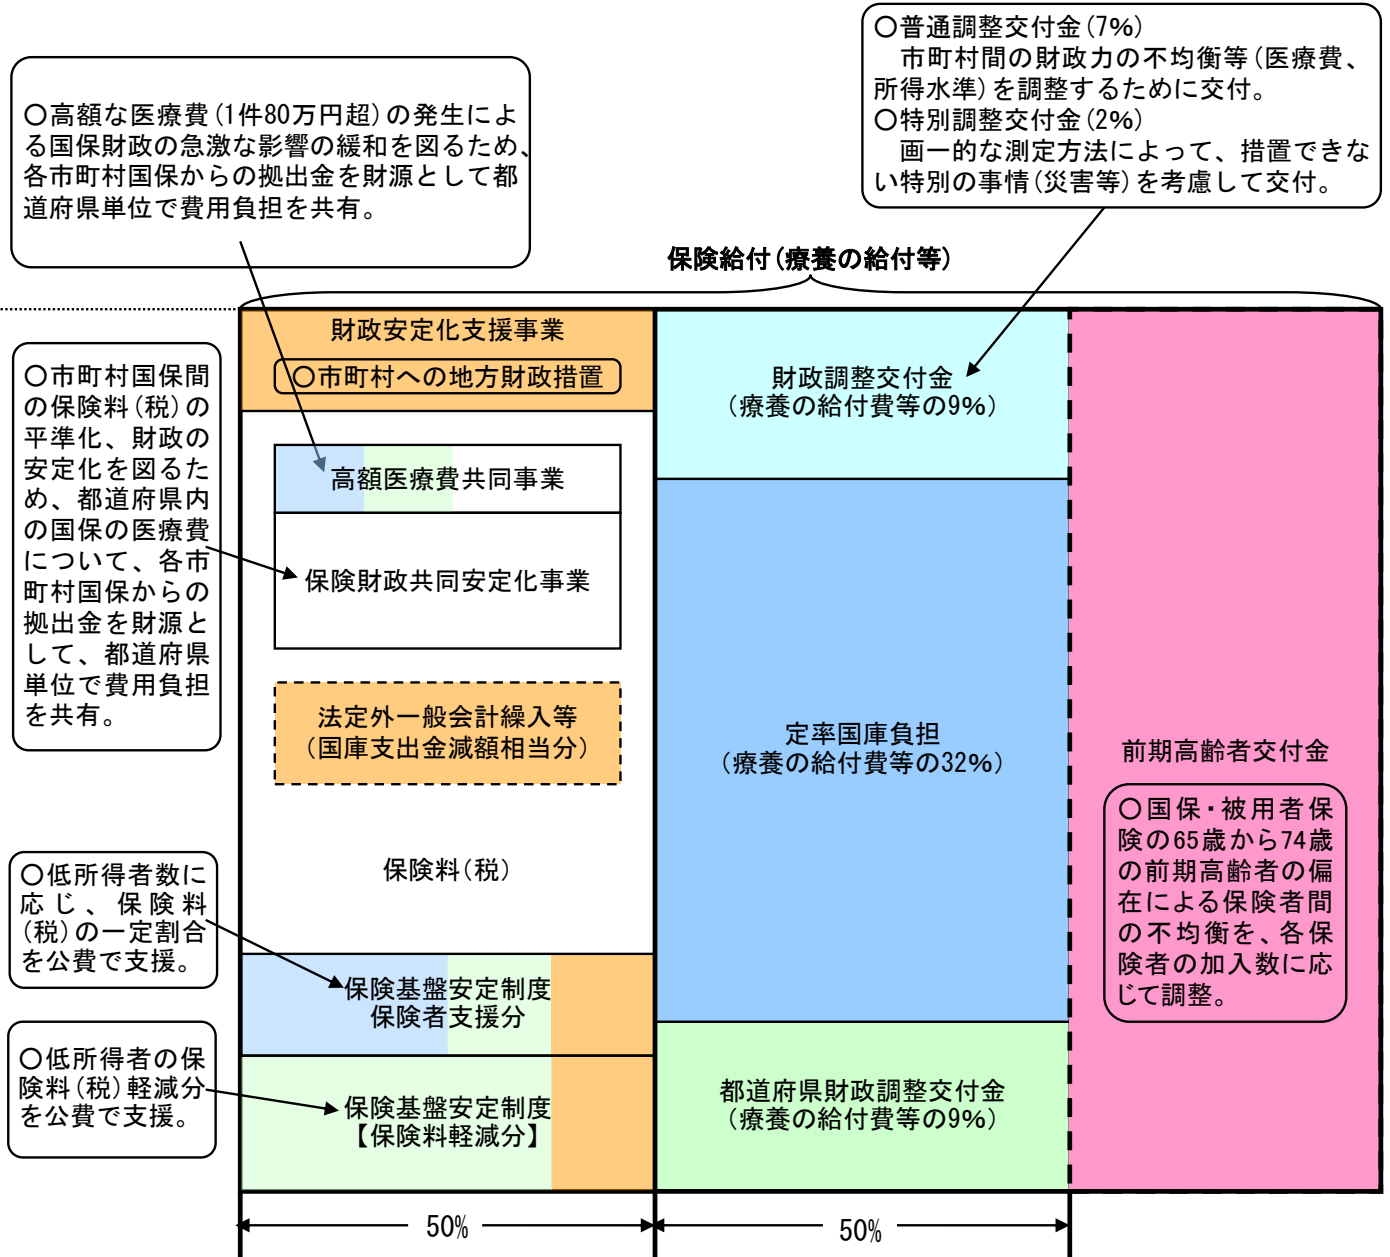 〇高額な医療費(1件80万円超)の発生によ
る国保財政の急激な影響の緩和を図るため、
各市町村国保からの拠出金を財源として都
道府県単位で費用負担を共有。
〇普通調整交付金(7%)
市町村間の財政力の不均衡等(医療費、
所得水準)を調整するために交付。
〇特別調整交付金(2%)
画一的な測定方法によって、措置できな
い特別の事情(災害等)を考慮して交付。
保険給付(療養の給付等)
〇市町村国保間
の保険料(税)の
平準化、財政の
安定化を図るた
め、都道府県内
の国保の医療費
について、各市
町村国保からの
拠出金を財源と
して、都道府県
単位で費用負担
を共有。
〇低所得者数に
応じ、保険料
(税)の一定割合
を公費で支援。
〇低所得者の保
険料(税)軽減分
を公費で支援。
財政安定化支援事業
〇市町村への地方財政措置
高額医療費共同事業
保険財政共同安定化事業
法定外一般会計繰入等
(国庫支出金減額相当分)
保険料(税)
保険基盤安定制度
保険者支援分
保険基盤安定制度
【保険料軽減分】
財政調整交付金
(療養の給付費等の9%)
定率国庫負担
(療養の給付費等の32%)
都道府県財政調整交付金
(療養の給付費等の9%)
前期高齢者交付金
〇国保・被用者保
険の65歳から74歳
の前期高齢者の偏
在による保険者間
の不均衡を、各保
険者の加入数に応
じて調整。
50%
50%